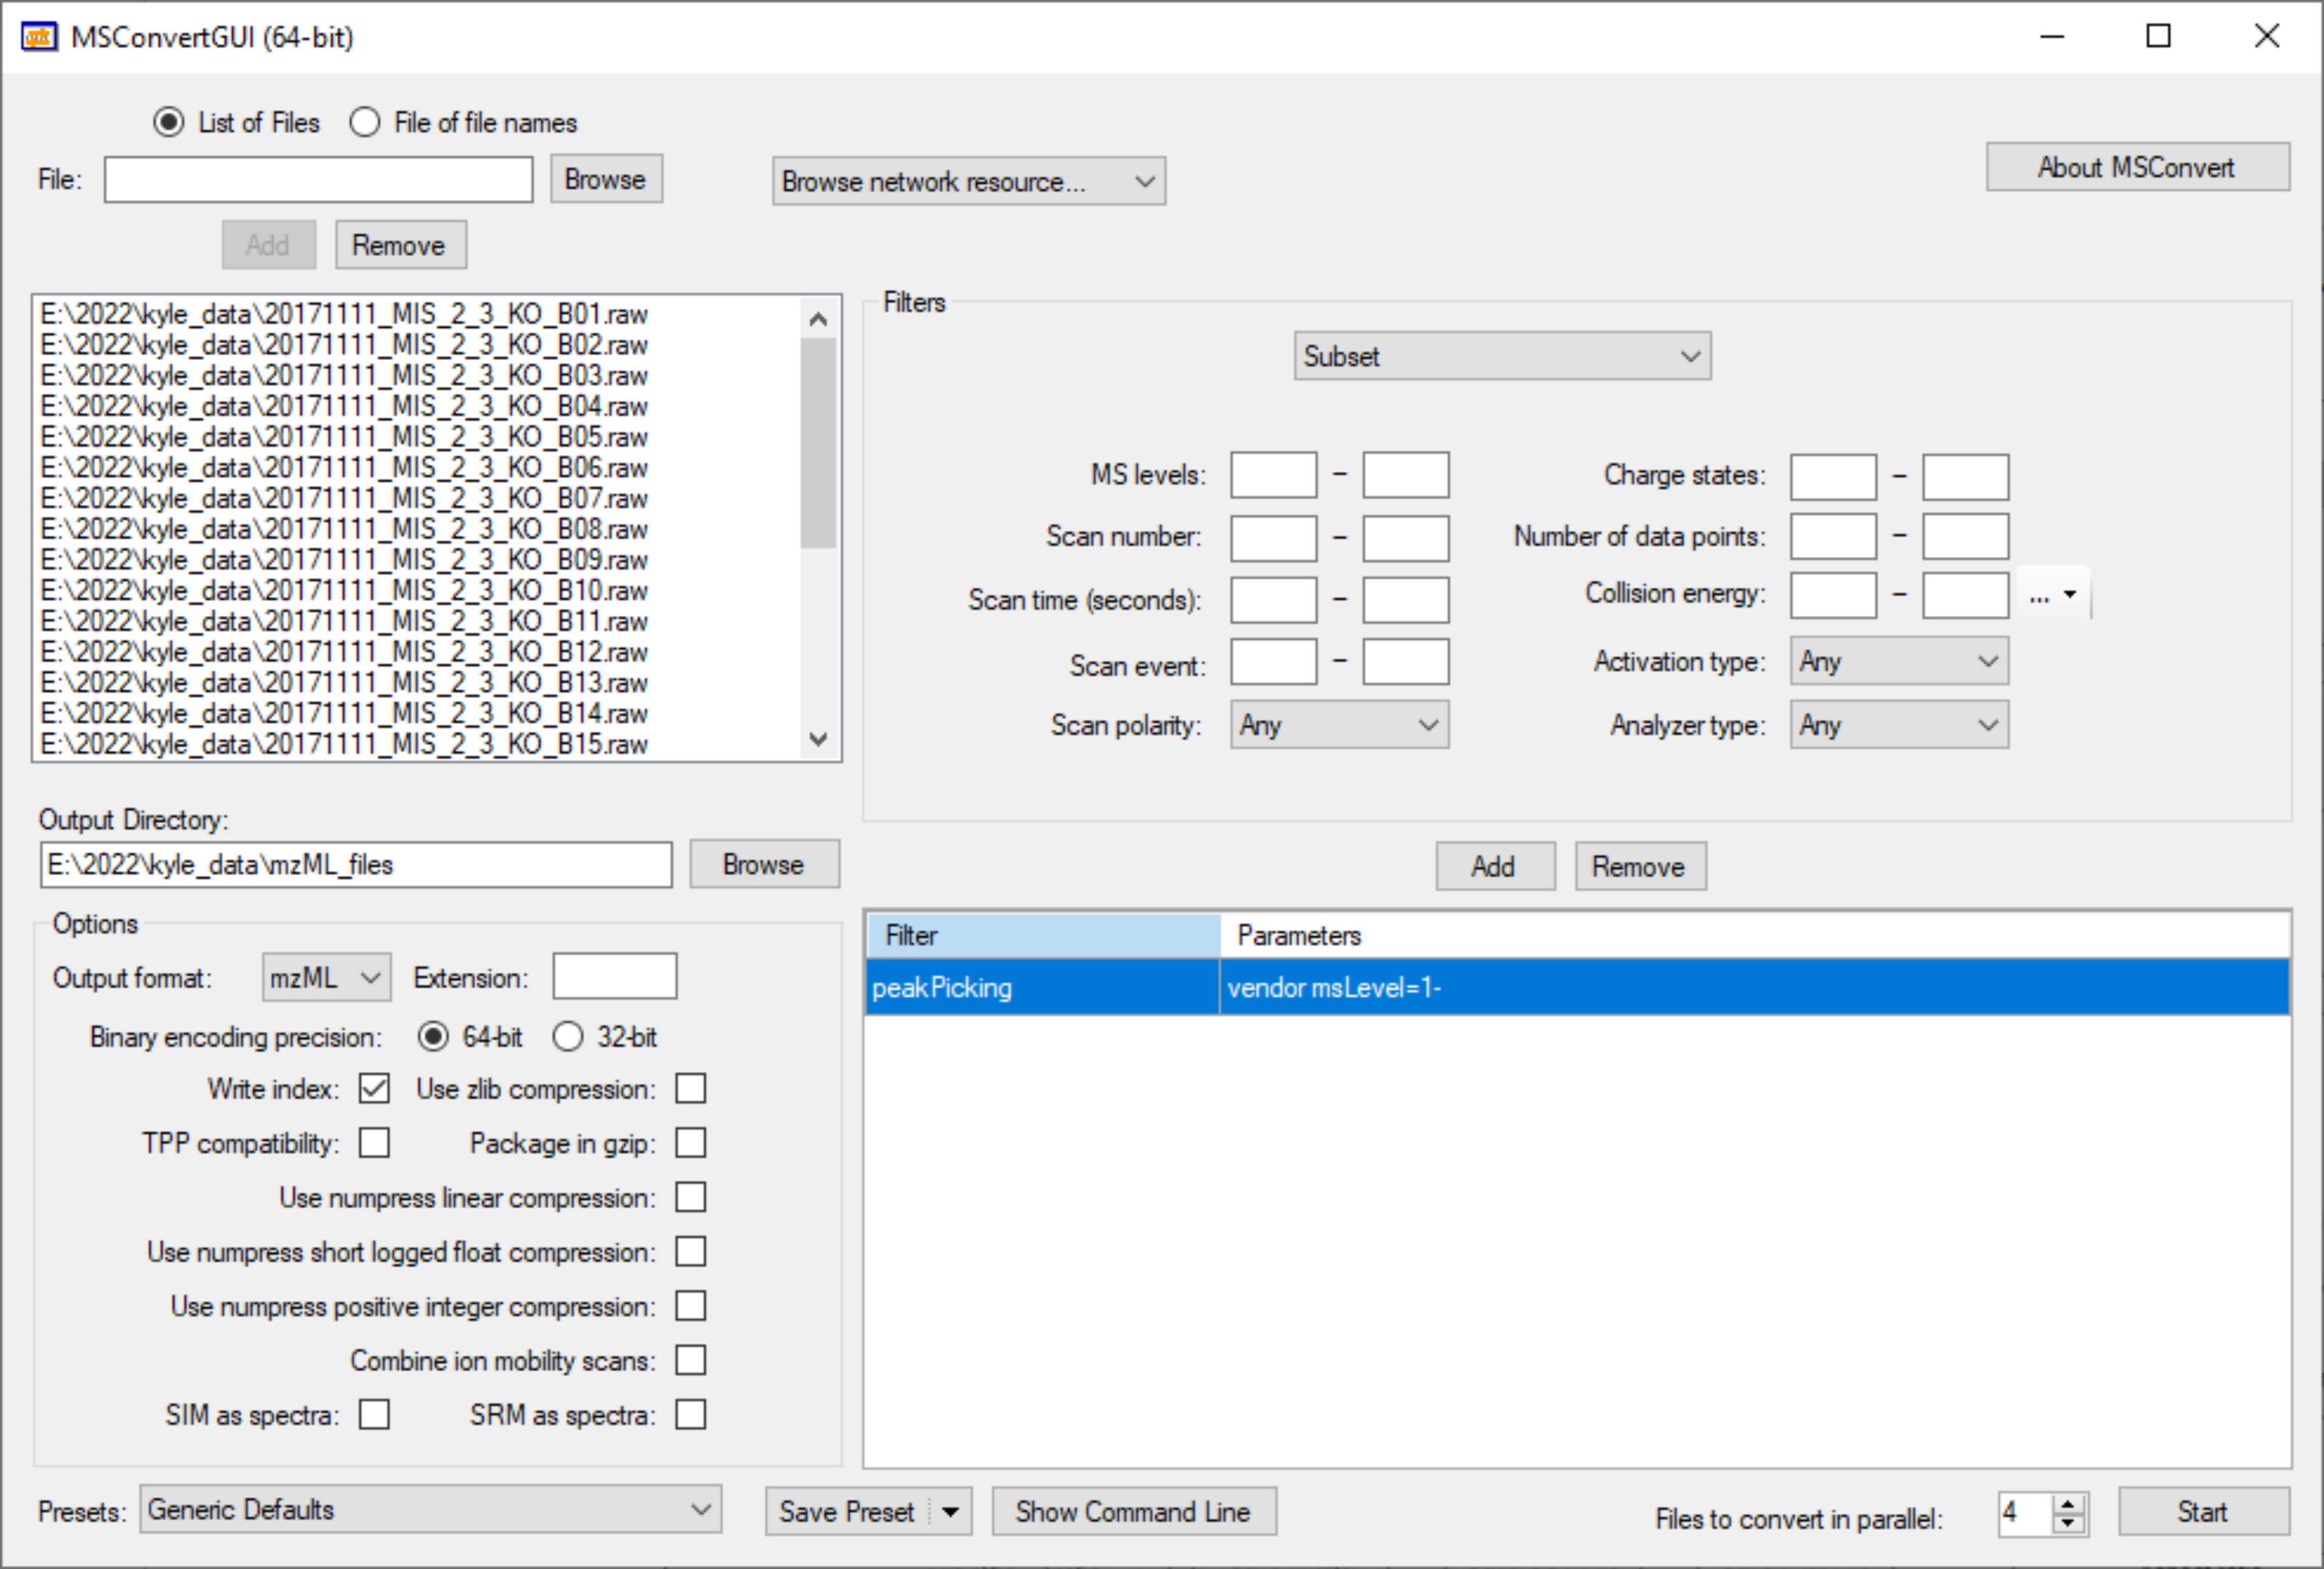 MSConvertGUI (64-bit)
List of Files File of file names
File: Browse Browse network resource... About MSConvert
Add Remove
E:\2022\kyle_data\20171111_MIS_2_3_KO_B01.raw
E:\2022\kyle_data\20171111_MIS_2_3_KO_B02.raw
E:\2022\kyle_data\20171111_MIS_2_3_KO_B03.raw
E:\2022\kyle_data\20171111_MIS_2_3_KO_B04.raw
E:\2022\kyle_data\20171111_MIS_2_3_KO_B05.raw
E:\2022\kyle_data\20171111_MIS_2_3_KO_B06.raw
E:\2022\kyle_data\20171111_MIS_2_3_KO_B07.raw
E:\2022\kyle_data\20171111_MIS_2_3_KO_B08.raw
E:\2022\kyle_data\20171111_MIS_2_3_KO_B09.raw
E:\2022\kyle_data\20171111_MIS_2_3_KO_B10.raw
E:\2022\kyle_data\20171111_MIS_2_3_KO_B11.raw
E:\2022\kyle_data\20171111_MIS_2_3_KO_B12.raw
E:\2022\kyle_data\20171111_MIS_2_3_KO_B13.raw
E:\2022\kyle_data\20171111_MIS_2_3_KO_B14.raw
E:\2022\kyle_data\20171111_MIS_2_3_KO_B15.raw
Output Directory:
E:\2022\kyle_data\mzML_files Browse
Options
Output format: mzML Extension:
Binary encoding precision: 64-bit 32-bit
Write index: Use zlib compression:
TPP compatibility: Package in gzip:
Use numpress linear compression:
Use numpress short logged float compression:
Use numpress positive integer compression:
Combine ion mobility scans:
SIM as spectra: SRM as spectra:
Filters
Subset
MS levels: - Charge states: -
Scan number: - Number of data points: -
Scan time (seconds): - Collision energy: - ...
Scan event: - Activation type: Any
Scan polarity: Any Analyzer type: Any
Add Remove
Filter Parameters
peakPicking vendor msLevel=1-
Presets: Generic Defaults Save Preset Show Command Line Files to convert in parallel: 4 Start